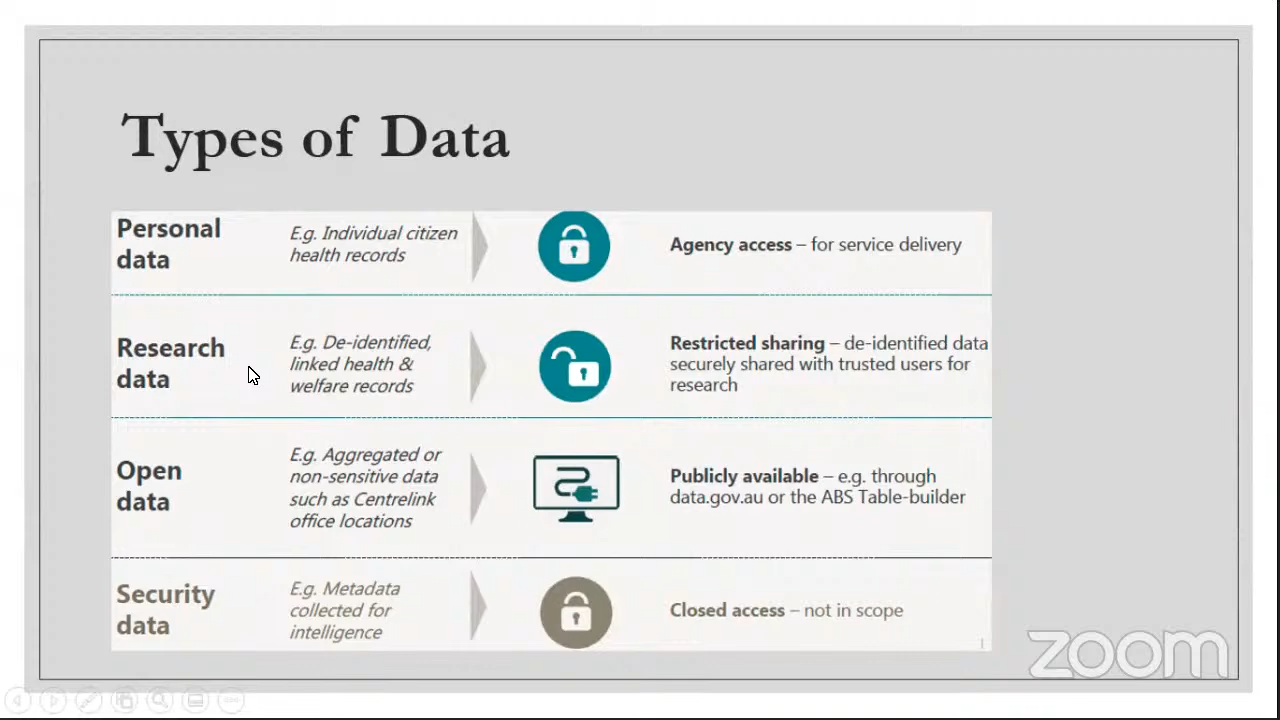 Types of Data
Personal
data
E.g. Individual citizen
health records
Agency access – for service delivery
Research
data
E.g. De-identified,
linked health &
welfare records
Restricted sharing – de-identified data
securely shared with trusted users for
research
Open
data
E.g. Aggregated or
non-sensitive data
such as Centrelink
office locations
Publicly available – e.g. through
data.gov.au or the ABS Table-builder
Security
data
E.g. Metadata
collected for
intelligence
Closed access – not in scope
1
zoom